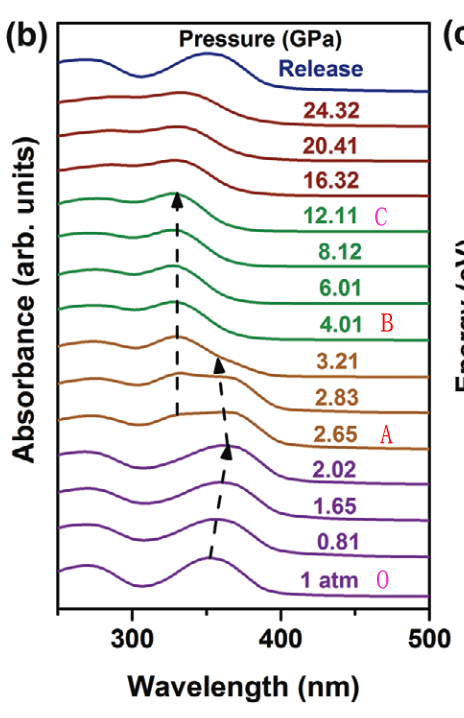 (b)
(c
Pressure (GPa)
Release
24.32
20.41
16.32
12.11 C
8.12
6.01
4.01 B
3.21
2.83
2.65 A
2.02
1.65
0.81
1 atm O
Absorbance (arb. units)
Energy (eV)
300 400 500
Wavelength (nm)